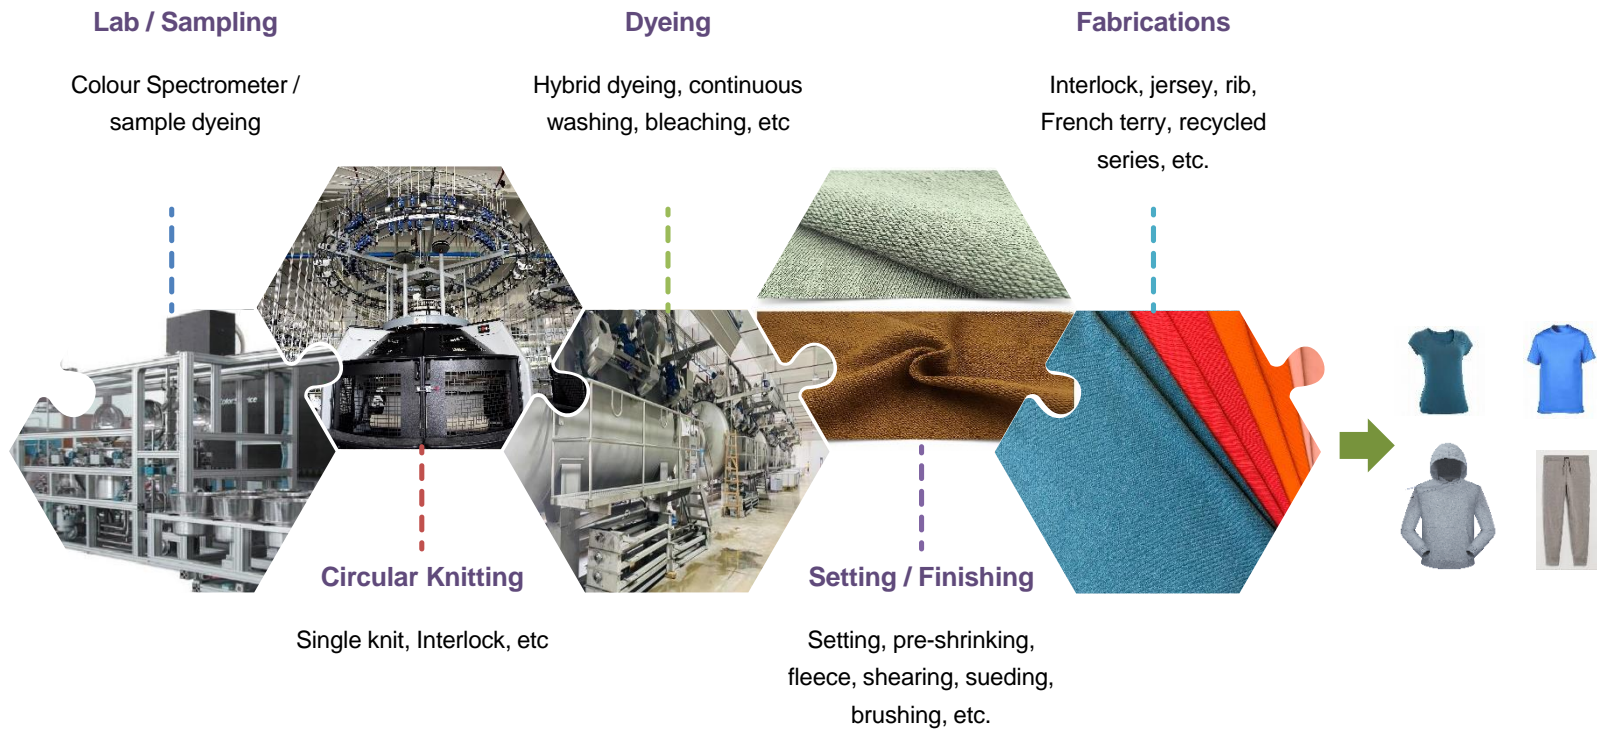 Lab / Sampling
Colour Spectrometer /
sample dyeing
Dyeing
Hybrid dyeing, continuous
washing, bleaching, etc
Fabrications
Interlock, jersey, rib,
French terry, recycled
series, etc.
Circular Knitting
Single knit, Interlock, etc
Setting / Finishing
Setting, pre-shrinking,
fleece, shearing, sueding,
brushing, etc.